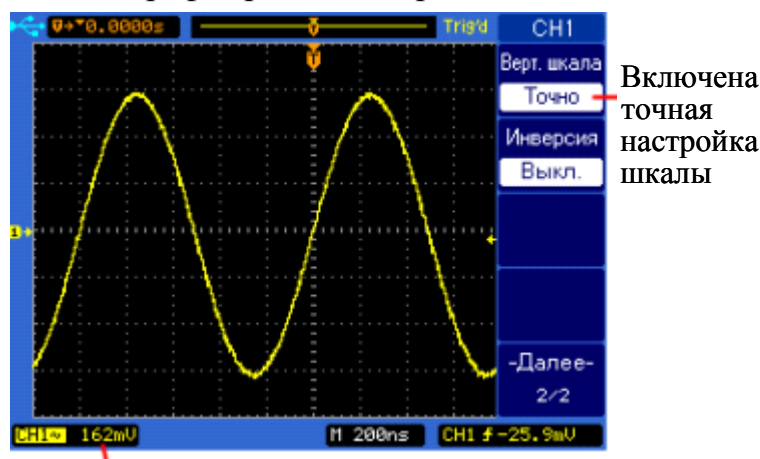 0.0000s
T
Trig'd
CH1
T
Верт. шкала
Точно
Включена
точная
настройка
шкалы
Инверсия
Выкл.
1
-Далее-
2/2
CH1~ 162mV
M 200ns
CH1 -25.9mV